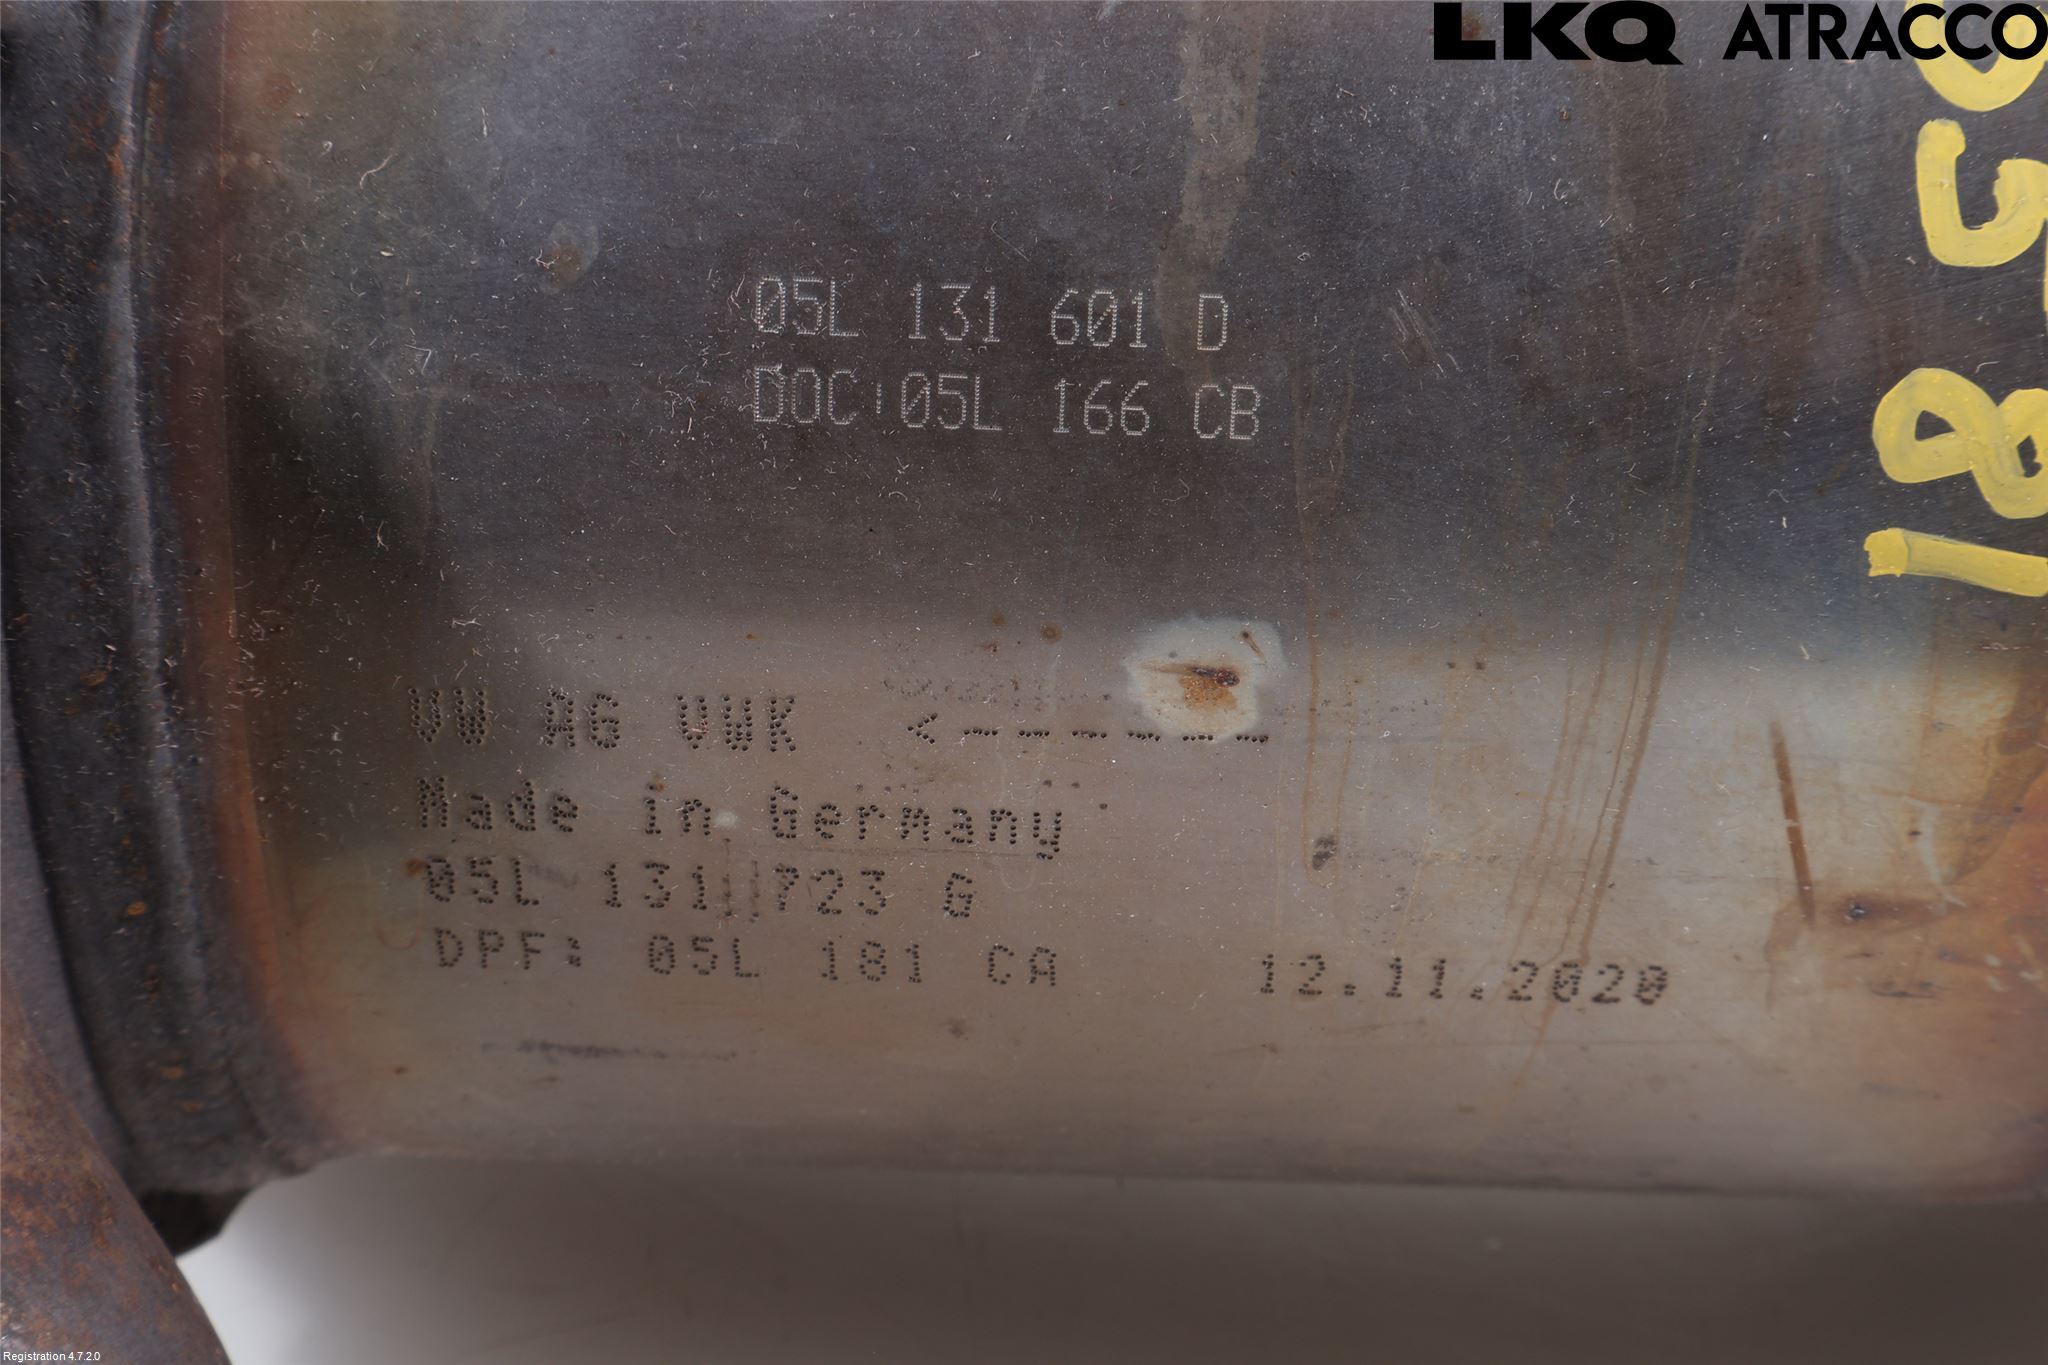 LKQ ATRACCO
05L 131 601 D
DOC:05L 166 CB
VW AG VWK <------
Made in Germany
05L 131 723 G
DPF: 05L 181 CA 12.11.2020
Registration 4.7.2.0